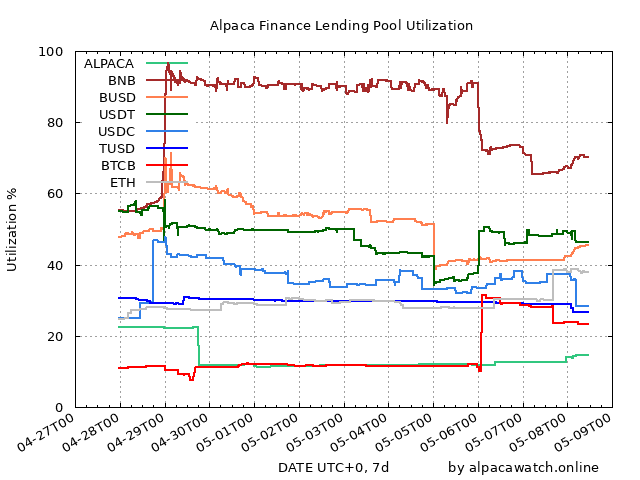 Alpaca Finance Lending Pool Utilization
100
80
60
40
20
0
Utilization %
ALPACA
BNB
BUSD
USDT
USDC
TUSD
BTCB
ETH
04-27T00
04-28T00
04-29T00
04-30T00
05-01T00
05-02T00
05-03T00
05-04T00
05-05T00
05-06T00
05-07T00
05-08T00
05-09T00
DATE UTC+0, 7d
by alpacawatch.online